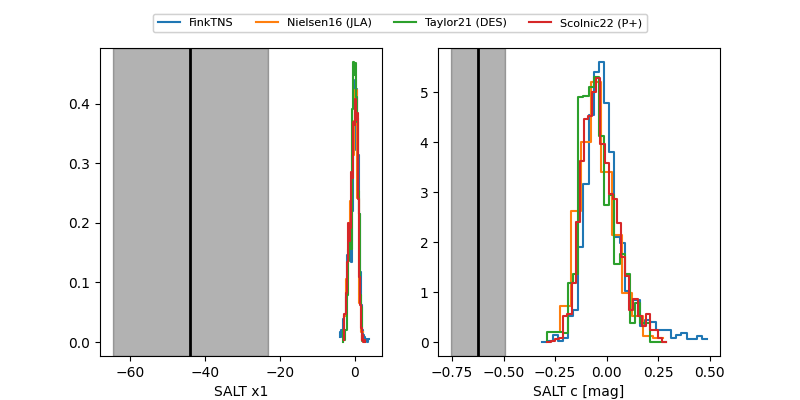 FinkTNS Nielsen16 (JLA) Taylor21 (DES) Scolnic22 (P+)
0.4
0.3
0.2
0.1
0.0
−60 −40 −20 0
SALT x1
5
4
3
2
1
0
−0.75 −0.50 −0.25 0.00 0.25 0.50
SALT c [mag]